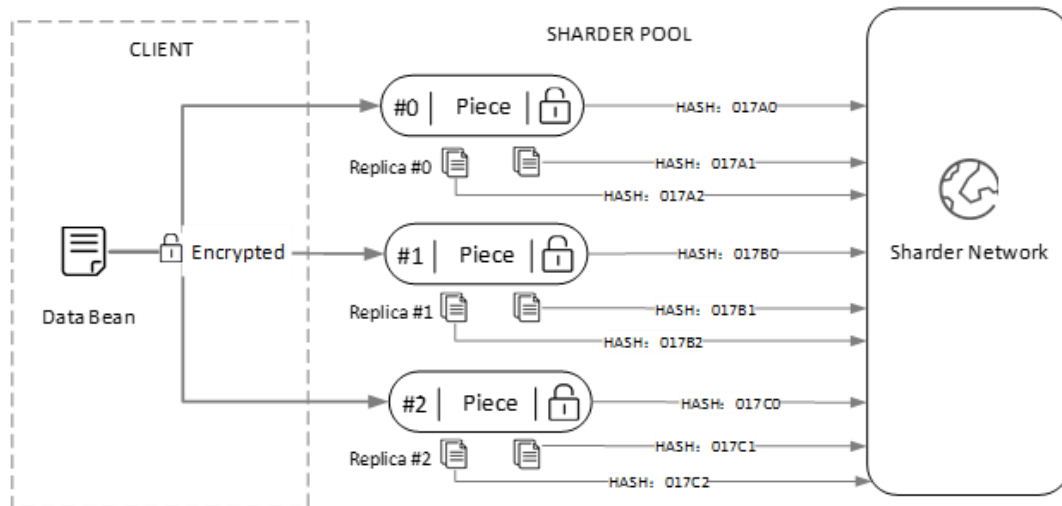 CLIENT
SHARDER POOL
#0 | Piece |
HASH: 017A0
Replica #0
HASH: 017A1
HASH: 017A2
Encrypted
Data Bean
#1 | Piece |
HASH: 017B0
Sharder Network
Replica #1
HASH: 017B1
HASH: 017B2
#2 | Piece |
HASH: 017C0
Replica #2
HASH: 017C1
HASH: 017C2